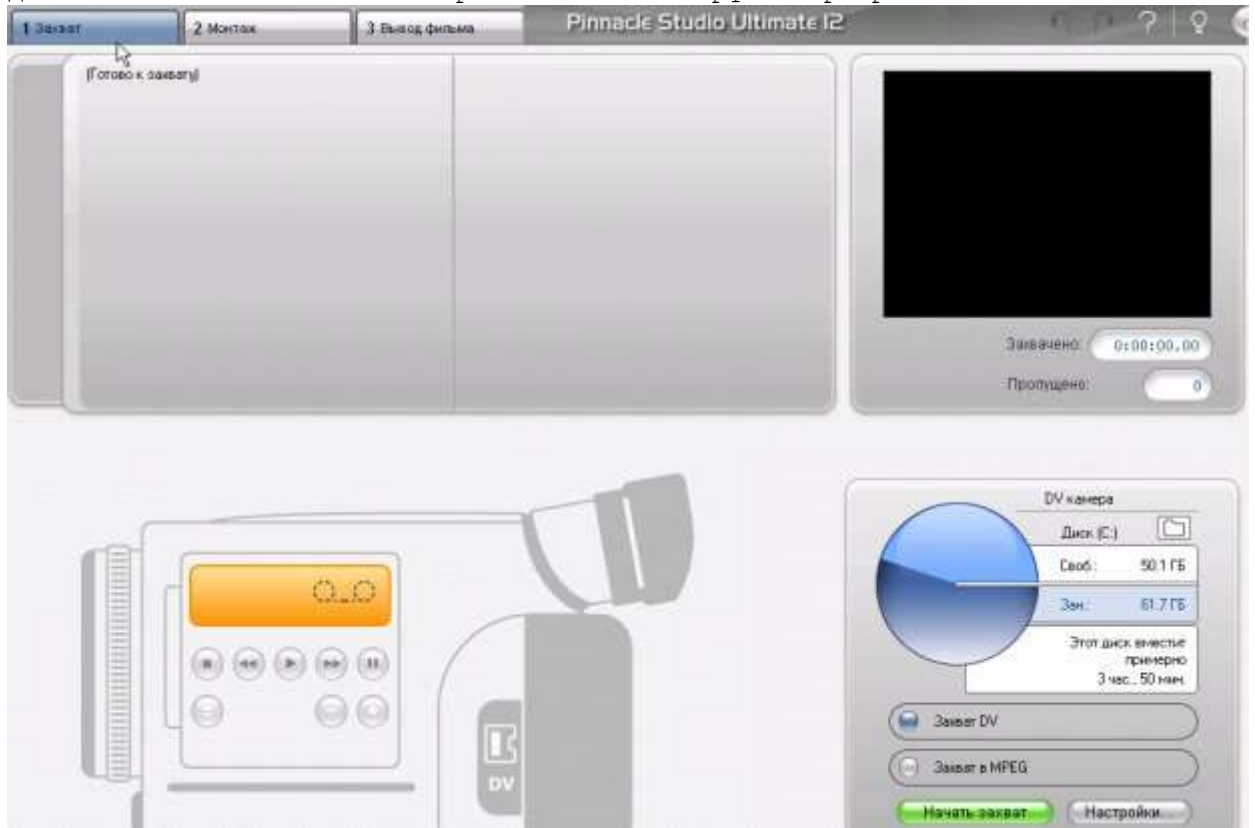 1 Захват
2 Монтаж
3 Вывод фильма
Pinnacle Studio Ultimate 12
(Готово к захвату)
Захвачено: 0:00:00,00
Пропущено: 0
DV камера
Диск (C:)
Своб.: 50.1 ГБ
Зан.: 61.7 ГБ
Этот диск вместит
примерно
3 час., 50 мин.
Захват DV
Захват в MPEG
Начать захват
Настройки...
DV